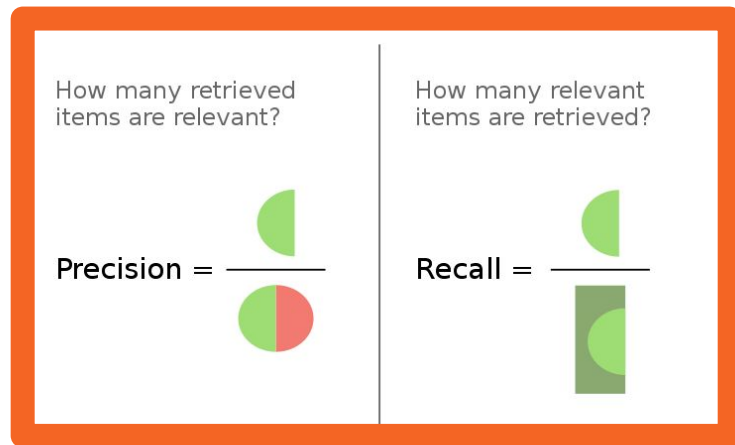 How many retrieved
items are relevant?
Precision =
How many relevant
items are retrieved?
Recall =